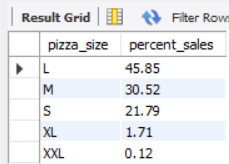 Result Grid Filter Rows
pizza_size percent_sales
L 45.85
M 30.52
S 21.79
XL 1.71
XXL 0.12